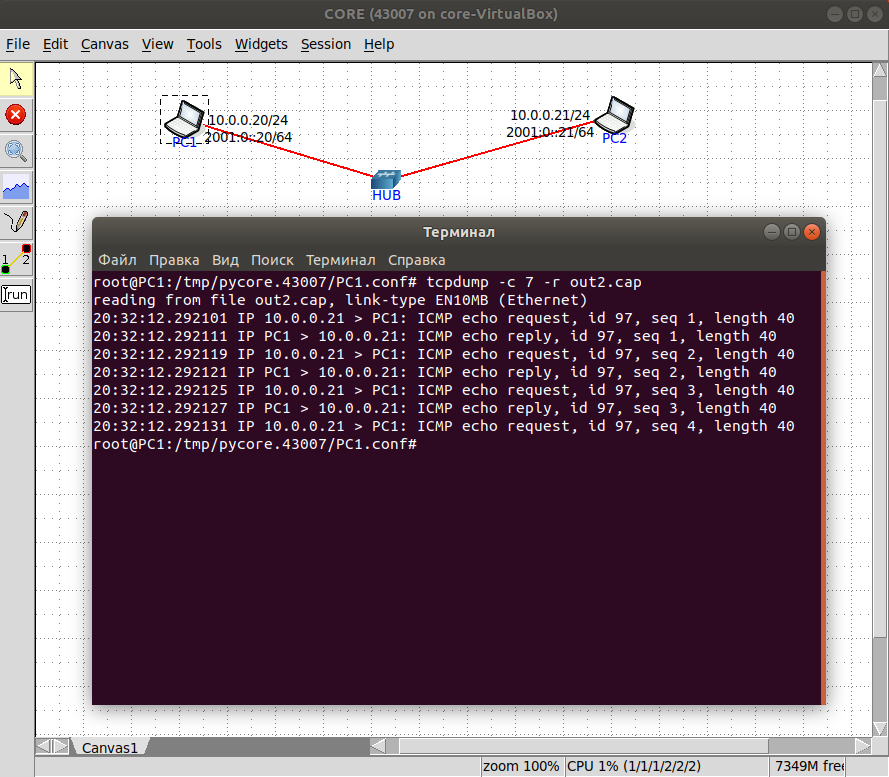 CORE (43007 on core-VirtualBox)
File Edit Canvas View Tools Widgets Session Help
10.0.0.20/24
2001:0::20/64
PC1
10.0.0.21/24
2001:0::21/64
PC2
HUB
1 2
run
Терминал
Файл Правка Вид Поиск Терминал Справка
root@PC1:/tmp/pycore.43007/PC1.conf# tcpdump -c 7 -r out2.cap
reading from file out2.cap, link-type EN10MB (Ethernet)
20:32:12.292101 IP 10.0.0.21 > PC1: ICMP echo request, id 97, seq 1, length 40
20:32:12.292111 IP PC1 > 10.0.0.21: ICMP echo reply, id 97, seq 1, length 40
20:32:12.292119 IP 10.0.0.21 > PC1: ICMP echo request, id 97, seq 2, length 40
20:32:12.292121 IP PC1 > 10.0.0.21: ICMP echo reply, id 97, seq 2, length 40
20:32:12.292125 IP 10.0.0.21 > PC1: ICMP echo request, id 97, seq 3, length 40
20:32:12.292127 IP PC1 > 10.0.0.21: ICMP echo reply, id 97, seq 3, length 40
20:32:12.292131 IP 10.0.0.21 > PC1: ICMP echo request, id 97, seq 4, length 40
root@PC1:/tmp/pycore.43007/PC1.conf#
Canvas1
zoom 100% CPU 1% (1/1/1/2/2/2) 7349M free